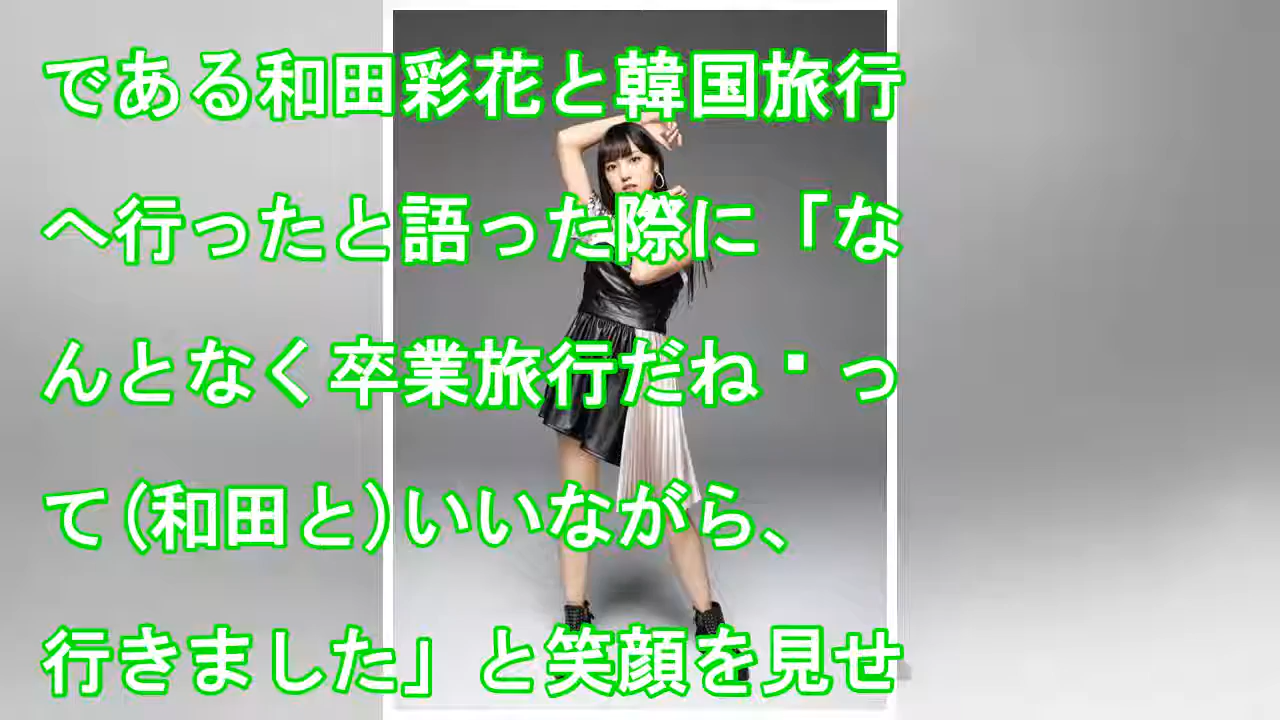 である和田彩花と韓国旅行
へ行ったと語った際に「な
んとなく卒業旅行だね･っ
て(和田と)いいながら、
行きました」と笑顔を見せ